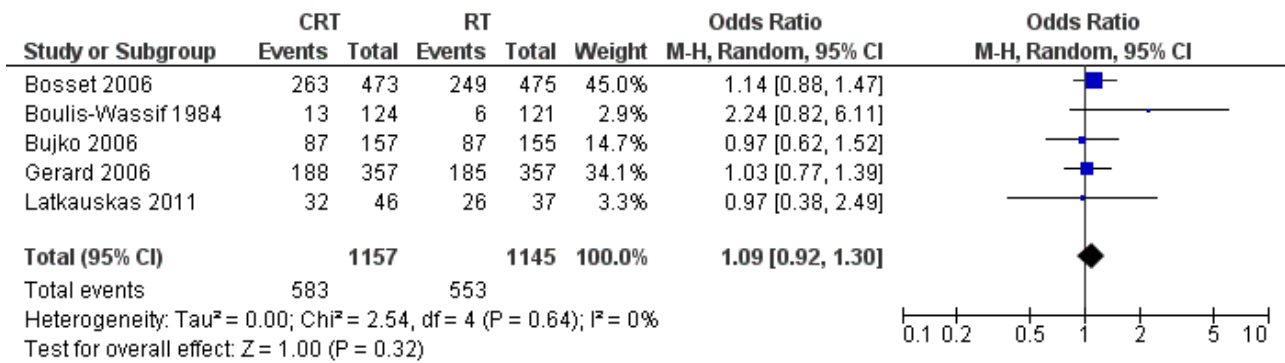 CRT RT Odds Ratio Odds Ratio
Study or Subgroup Events Total Events Total Weight M-H, Random, 95% CI M-H, Random, 95% CI
Bosset 2006 263 473 249 475 45.0% 1.14 [0.88, 1.47]
Boulis-Wassif 1984 13 124 6 121 2.9% 2.24 [0.82, 6.11]
Bujko 2006 87 157 87 155 14.7% 0.97 [0.62, 1.52]
Gerard 2006 188 357 185 357 34.1% 1.03 [0.77, 1.39]
Latkauskas 2011 32 46 26 37 3.3% 0.97 [0.38, 2.49]
Total (95% CI) 1157 1145 100.0% 1.09 [0.92, 1.30]
Total events 583 553
Heterogeneity: Tau² = 0.00; Chi² = 2.54, df = 4 (P = 0.64); I² = 0%
Test for overall effect: Z = 1.00 (P = 0.32)
0.1 0.2 0.5 1 2 5 10